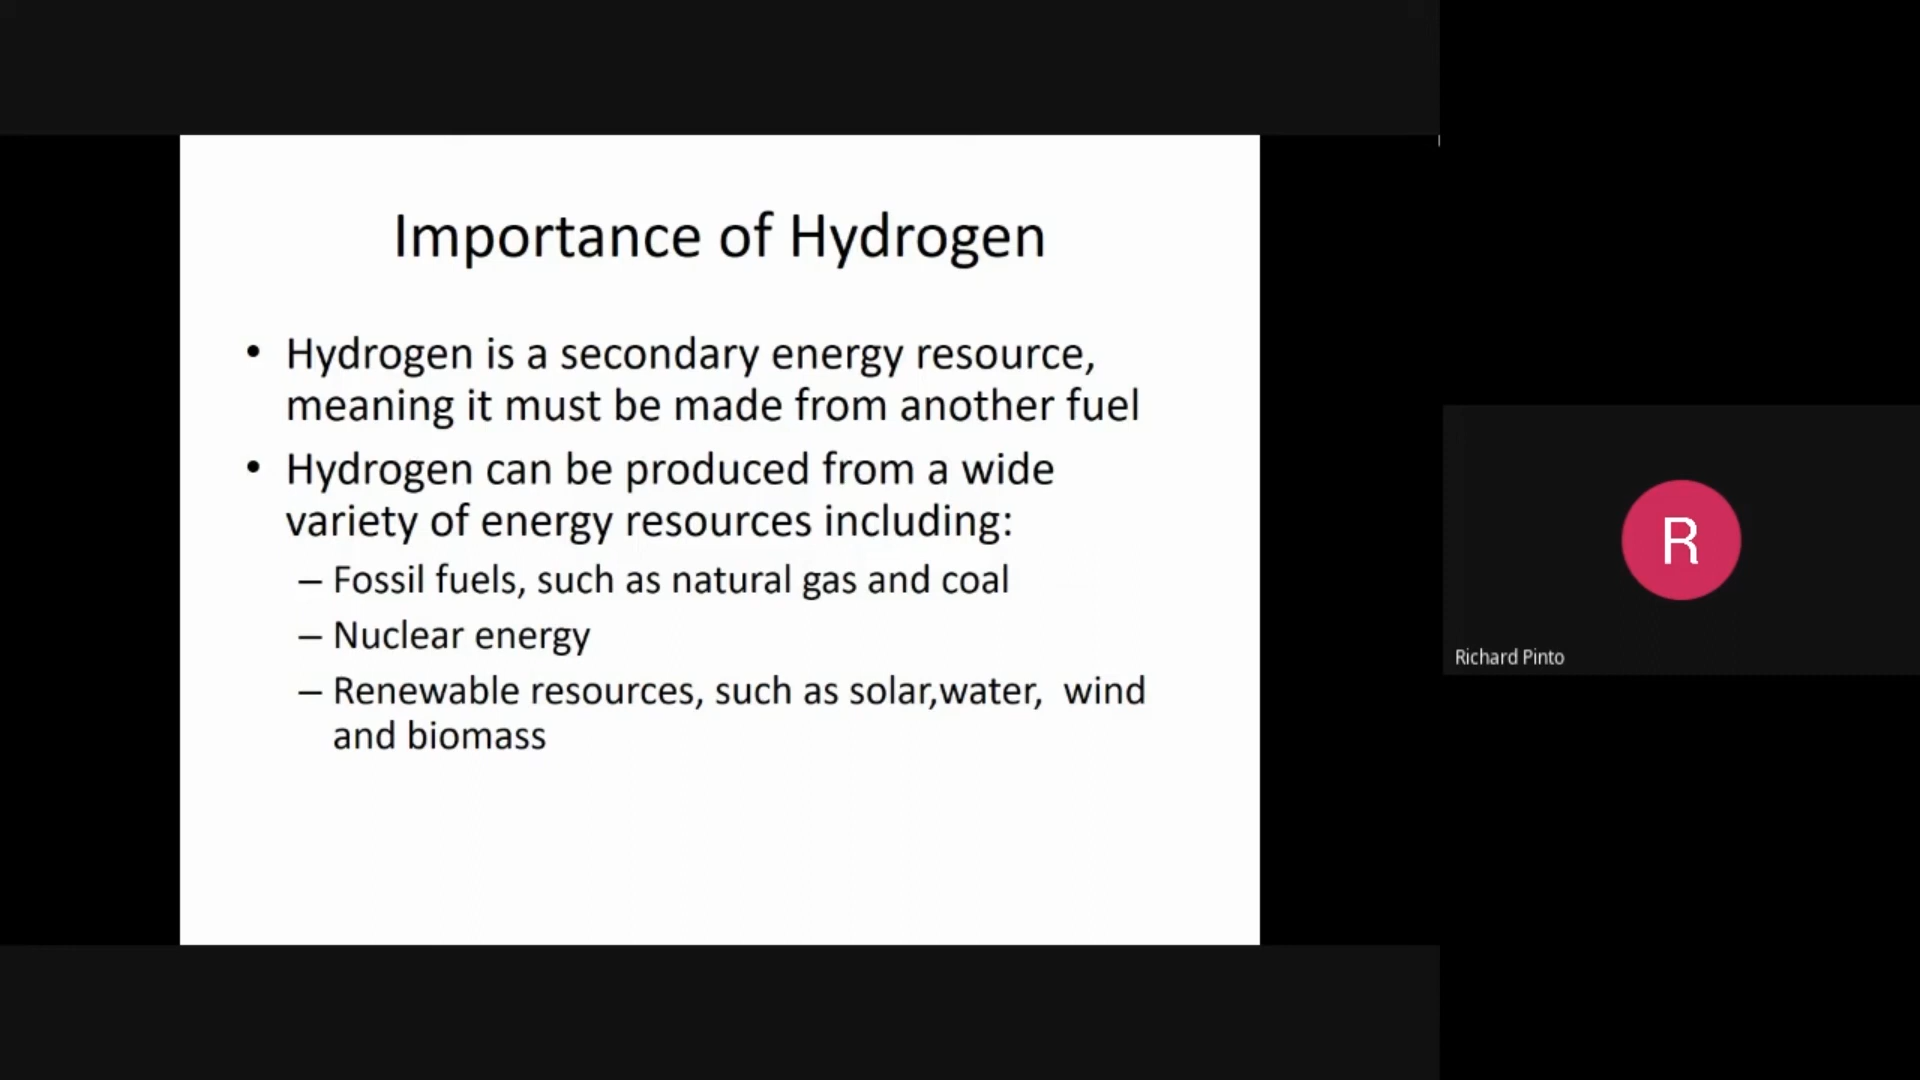 Importance of Hydrogen
• Hydrogen is a secondary energy resource,
meaning it must be made from another fuel
• Hydrogen can be produced from a wide
variety of energy resources including:
– Fossil fuels, such as natural gas and coal
– Nuclear energy
– Renewable resources, such as solar,water,  wind
and biomass
R
Richard Pinto